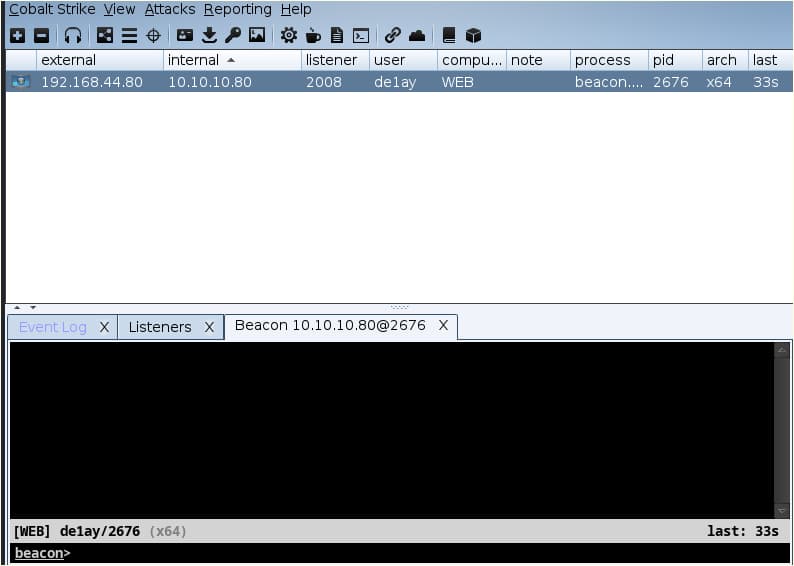 Cobalt Strike View Attacks Reporting Help
external internal listener user compu... note process pid arch last
192.168.44.80 10.10.10.80 2008 de1ay WEB beacon.... 2676 x64 33s
Event Log X Listeners X Beacon 10.10.10.80@2676 X
[WEB] de1ay/2676 (x64) last: 33s
beacon>